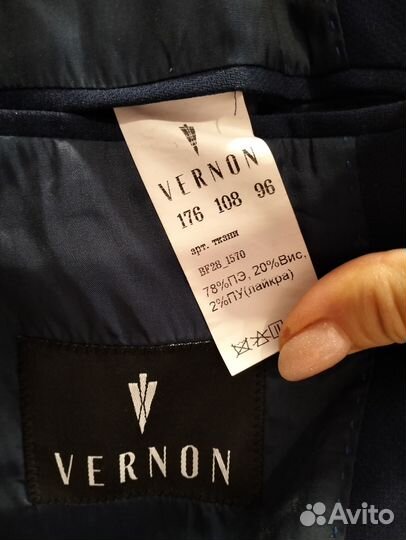 VERNON
176 108 96
арт. ткани
BF28_1570
78%ПЭ, 20%Вис,
2%ПУ(лайкра)
VERNON
Avito